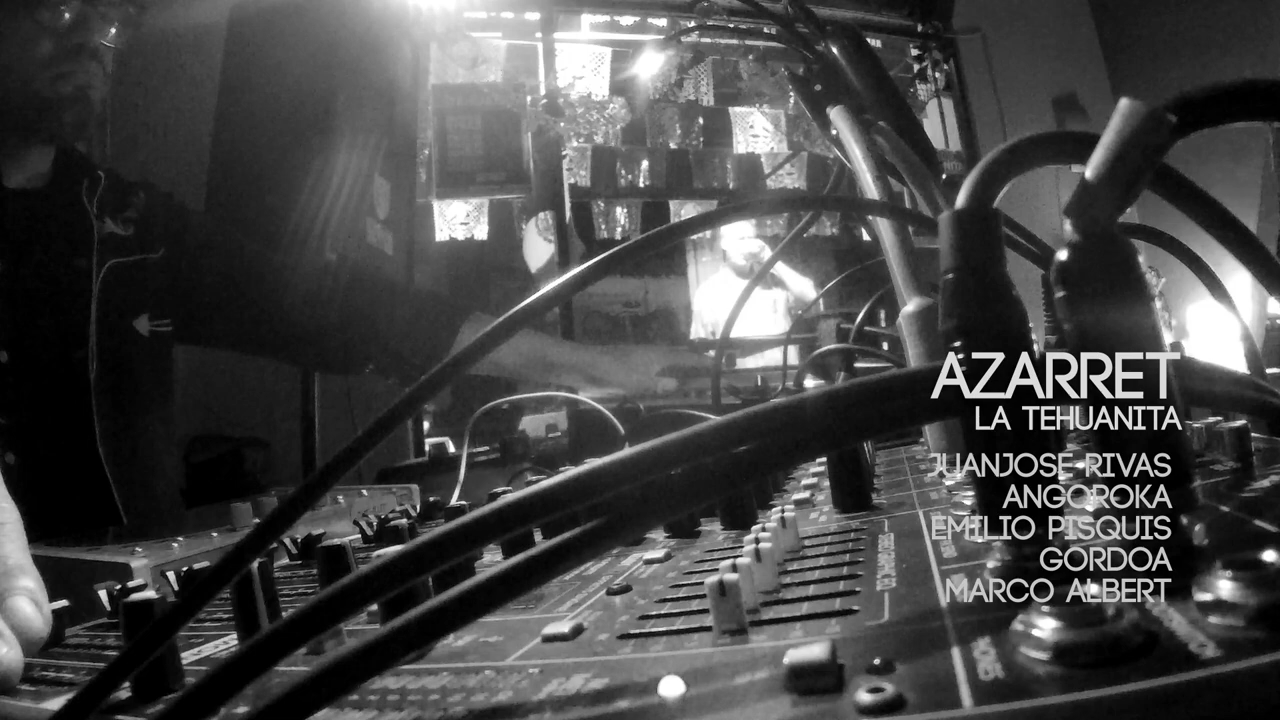 AZARRET
LA TEHUANITA
JUANJOSE RIVAS
ANGOROKA
EMILIO PISQUIS
GORDOA
MARCO ALBERT